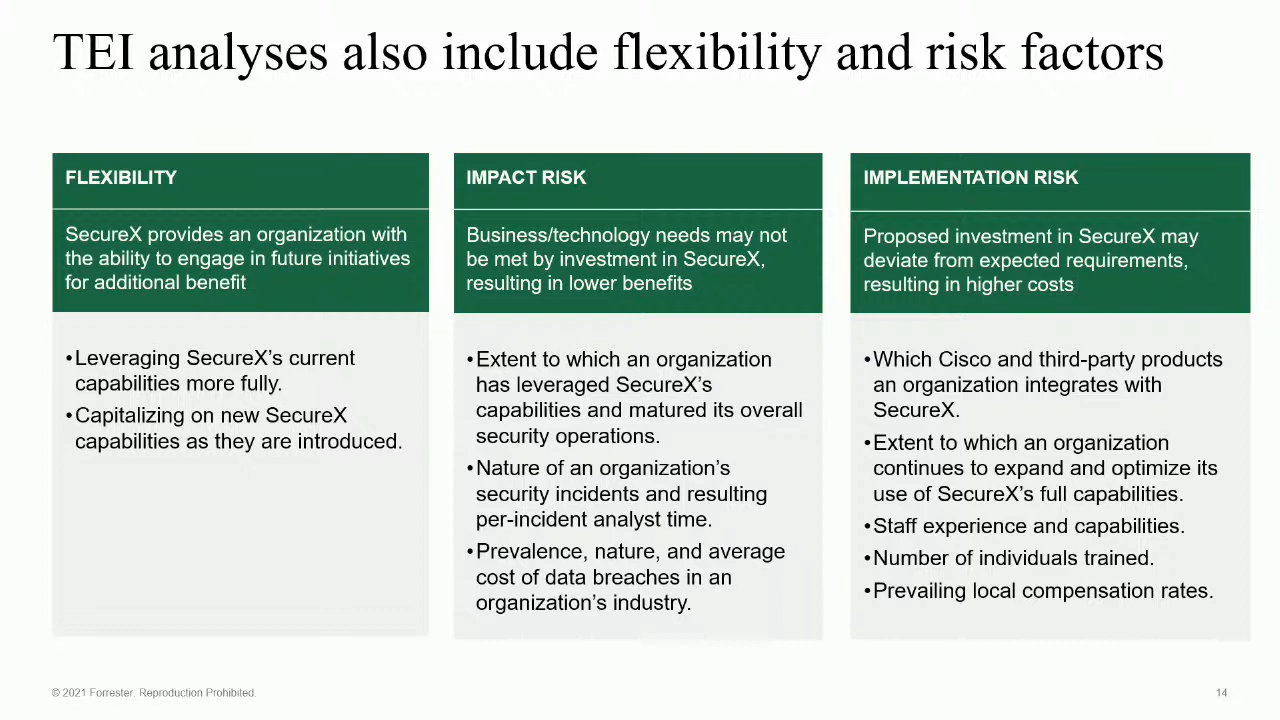 TEI analyses also include flexibility and risk factors
FLEXIBILITY
SecureX provides an organization with
the ability to engage in future initiatives
for additional benefit
•Leveraging SecureX’s current
capabilities more fully.
•Capitalizing on new SecureX
capabilities as they are introduced.
IMPACT RISK
Business/technology needs may not
be met by investment in SecureX,
resulting in lower benefits
•Extent to which an organization
has leveraged SecureX’s
capabilities and matured its overall
security operations.
•Nature of an organization’s
security incidents and resulting
per-incident analyst time.
•Prevalence, nature, and average
cost of data breaches in an
organization’s industry.
IMPLEMENTATION RISK
Proposed investment in SecureX may
deviate from expected requirements,
resulting in higher costs
•Which Cisco and third-party products
an organization integrates with
SecureX.
•Extent to which an organization
continues to expand and optimize its
use of SecureX’s full capabilities.
•Staff experience and capabilities.
•Number of individuals trained.
•Prevailing local compensation rates.
© 2021 Forrester. Reproduction Prohibited.
14